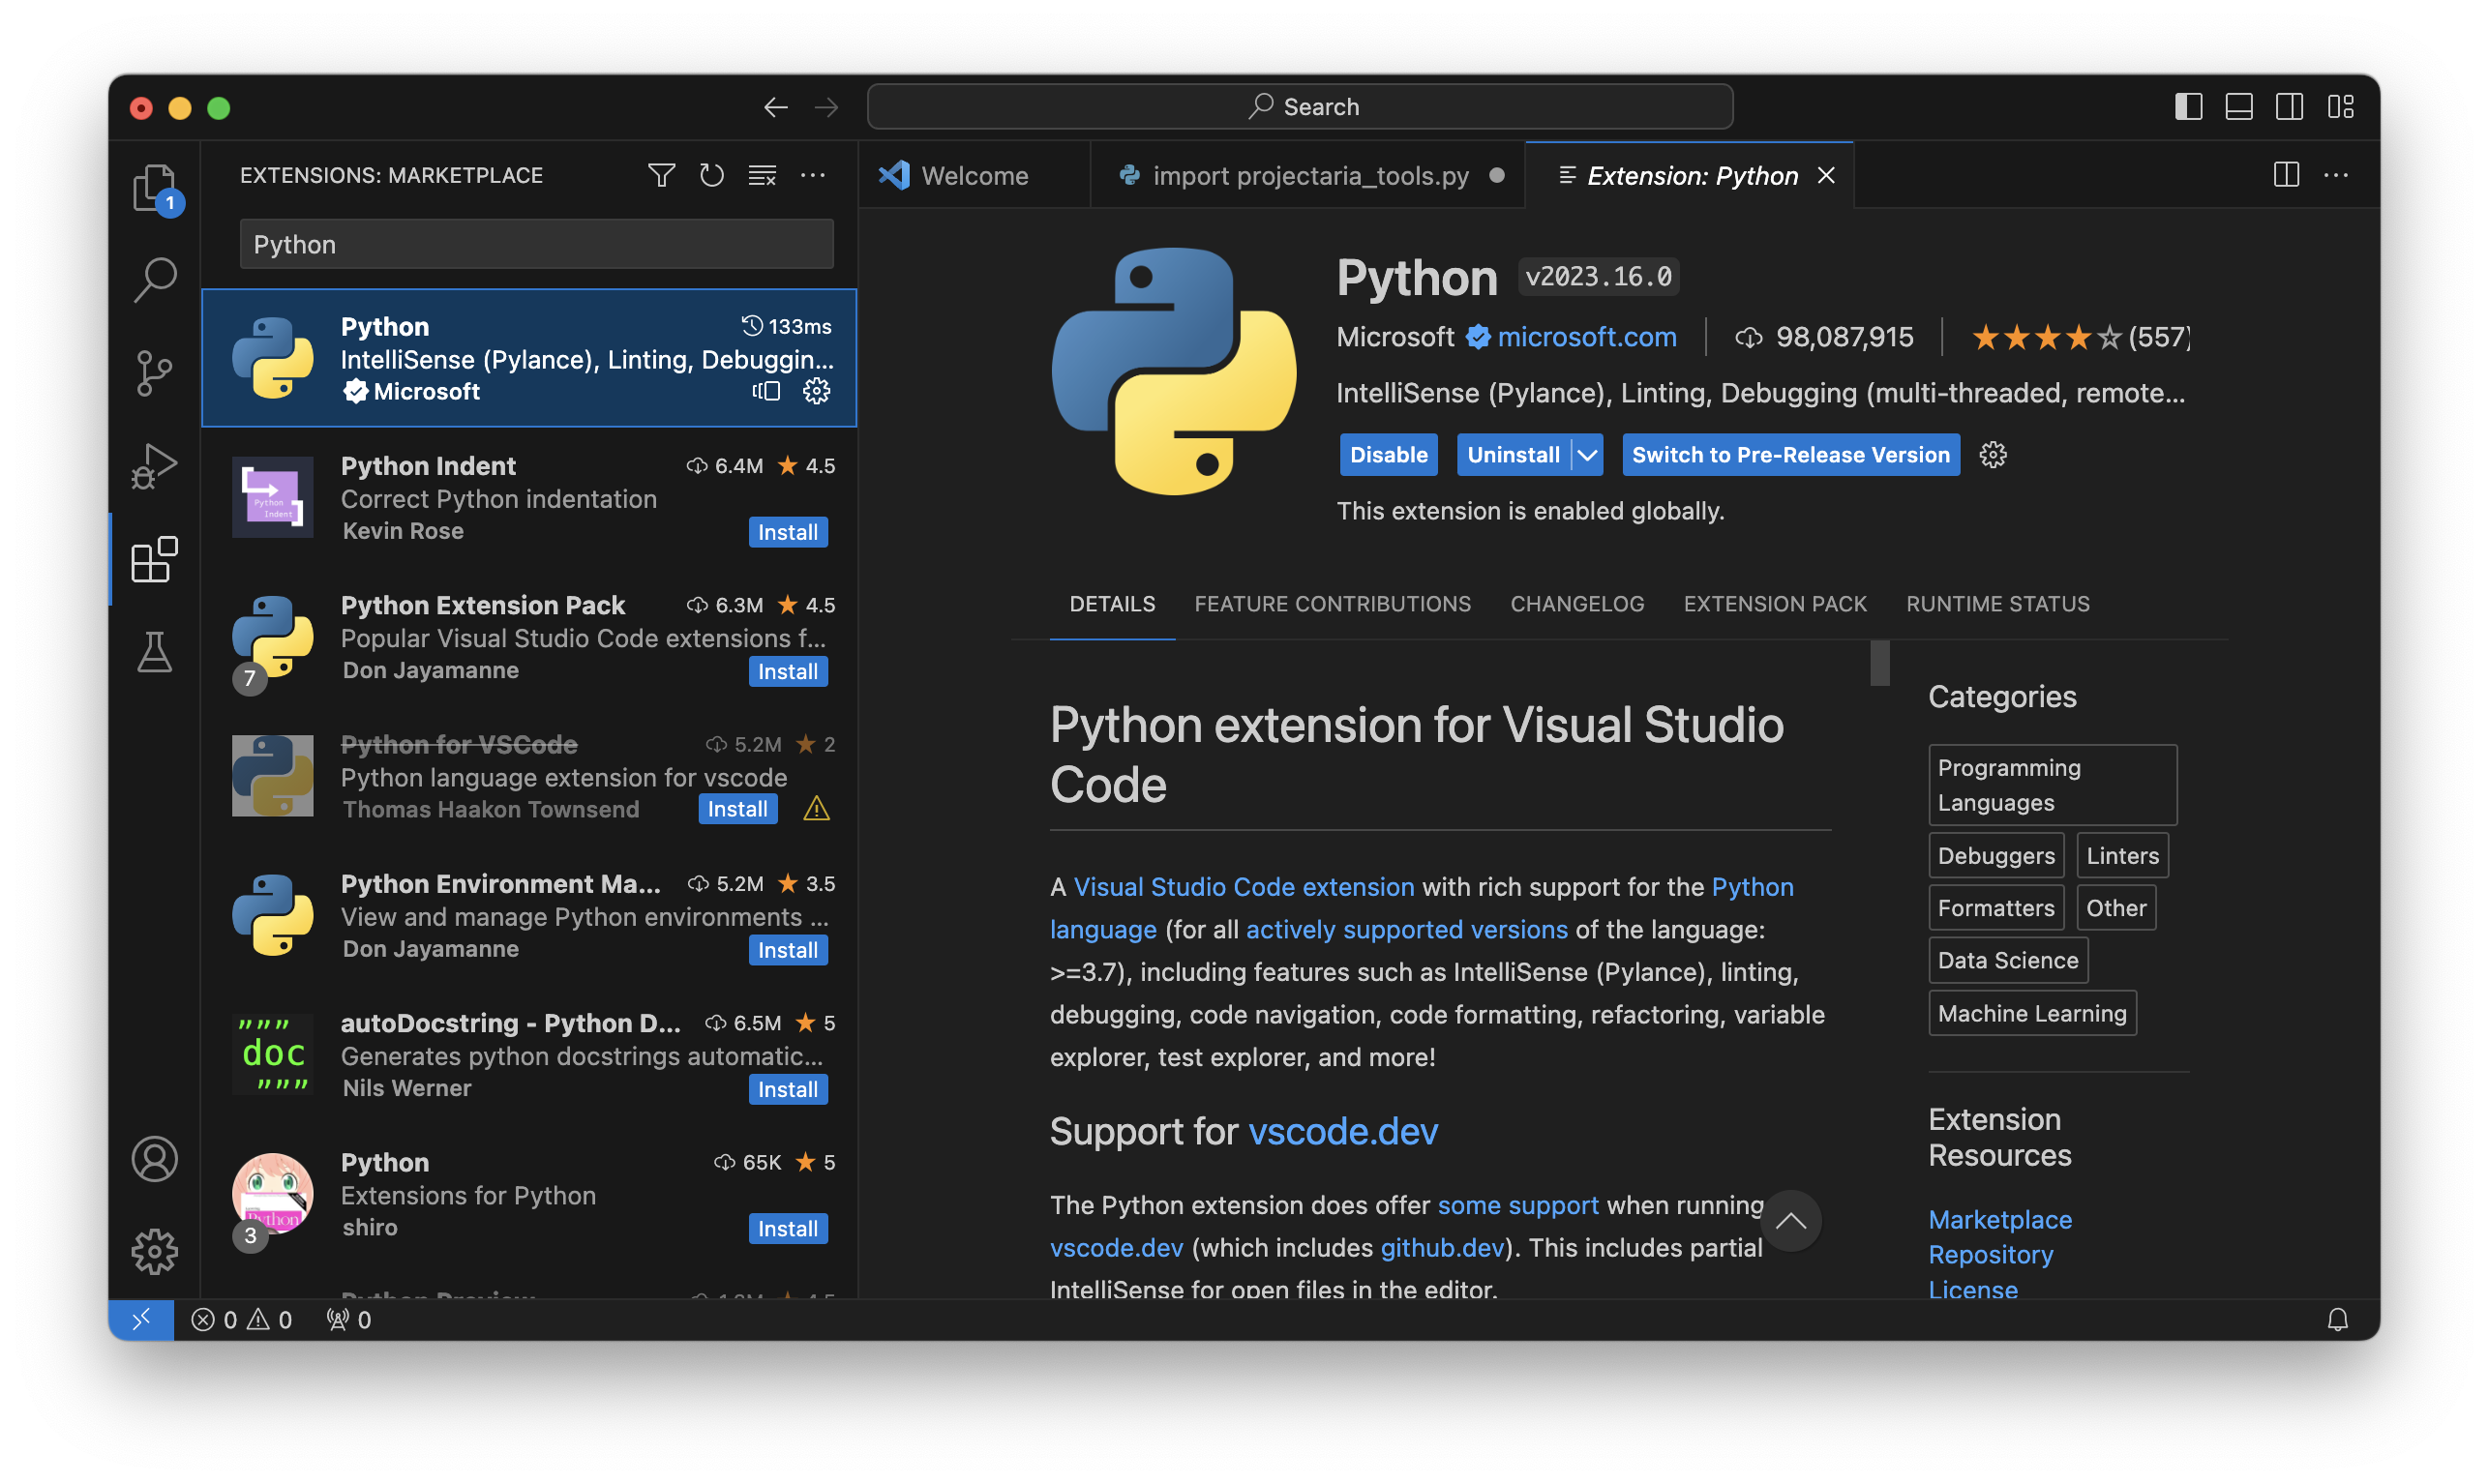 Search
EXTENSIONS: MARKETPLACE
Welcome
import projectaria_tools.py
Extension: Python
1
Python
Python 133ms
IntelliSense (Pylance), Linting, Debuggin...
Microsoft
Python Indent 6.4M 4.5
Correct Python indentation
Kevin Rose Install
Python Extension Pack 6.3M 4.5
Popular Visual Studio Code extensions f...
Don Jayamanne Install
7
Python for VSCode 5.2M 2
Python language extension for vscode
Thomas Haakon Townsend Install
Python Environment Ma... 5.2M 3.5
View and manage Python environments ...
Don Jayamanne Install
""" doc """
autoDocstring - Python D... 6.5M 5
Generates python docstrings automatic...
Nils Werner Install
Python 65K 5
Extensions for Python
shiro Install
3
Python
Python v2023.16.0
Microsoft microsoft.com 98,087,915 (557)
IntelliSense (Pylance), Linting, Debugging (multi-threaded, remote...
Disable Uninstall Switch to Pre-Release Version
This extension is enabled globally.
DETAILS FEATURE CONTRIBUTIONS CHANGELOG EXTENSION PACK RUNTIME STATUS
Python extension for Visual Studio
Code
A Visual Studio Code extension with rich support for the Python
language (for all actively supported versions of the language:
>=3.7), including features such as IntelliSense (Pylance), linting,
debugging, code navigation, code formatting, refactoring, variable
explorer, test explorer, and more!
Support for vscode.dev
The Python extension does offer some support when running
vscode.dev (which includes github.dev). This includes partial
IntelliSense for open files in the editor.
Categories
Programming
Languages
Debuggers Linters
Formatters Other
Data Science
Machine Learning
Extension
Resources
Marketplace
Repository
License
0 0 0